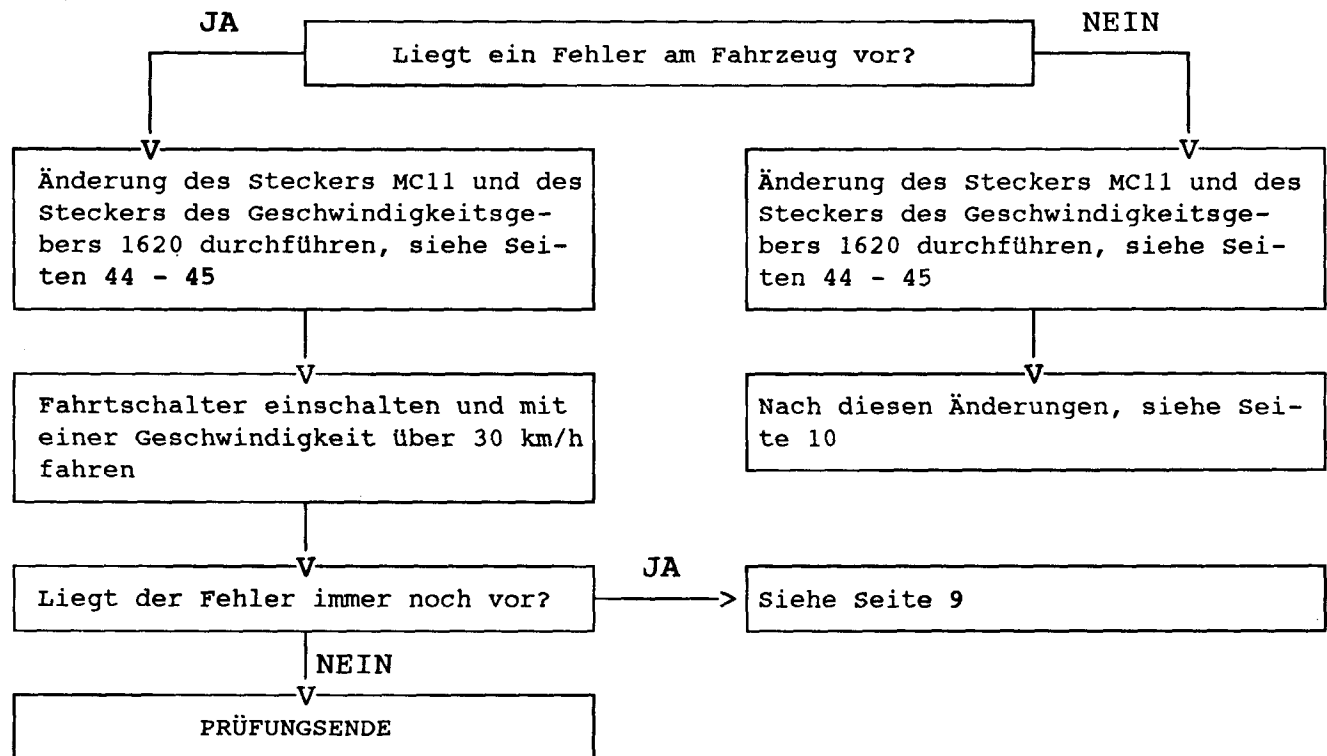 JA
NEIN
Liegt ein Fehler am Fahrzeug vor?
V
V
Änderung des Steckers MC11 und des
Steckers des Geschwindigkeitsge-
bers 1620 durchführen, siehe Sei-
ten 44 - 45
Änderung des Steckers MC11 und des
Steckers des Geschwindigkeitsge-
bers 1620 durchführen, siehe Sei-
ten 44 - 45
V
V
Fahrtschalter einschalten und mit
einer Geschwindigkeit über 30 km/h
fahren
Nach diesen Änderungen, siehe Sei-
te 10
V
Liegt der Fehler immer noch vor?
JA
>
Siehe Seite 9
NEIN
V
PRÜFUNGSENDE